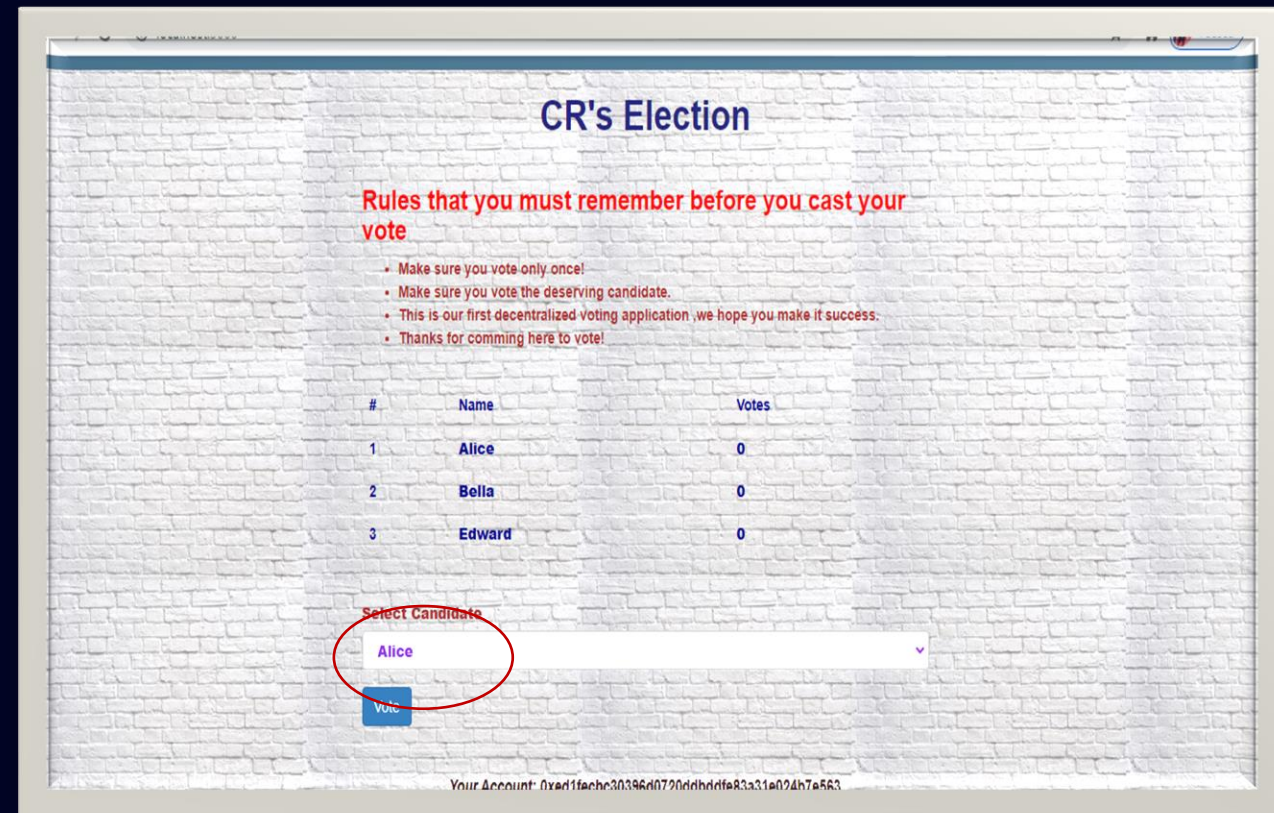 CR's Election
Rules that you must remember before you cast your
vote
• Make sure you vote only once!
• Make sure you vote the deserving candidate.
• This is our first decentralized voting application ,we hope you make it success.
• Thanks for comming here to vote!
# Name Votes
1 Alice 0
2 Bella 0
3 Edward 0
Select Candidate
Alice
Vote
Your Account: